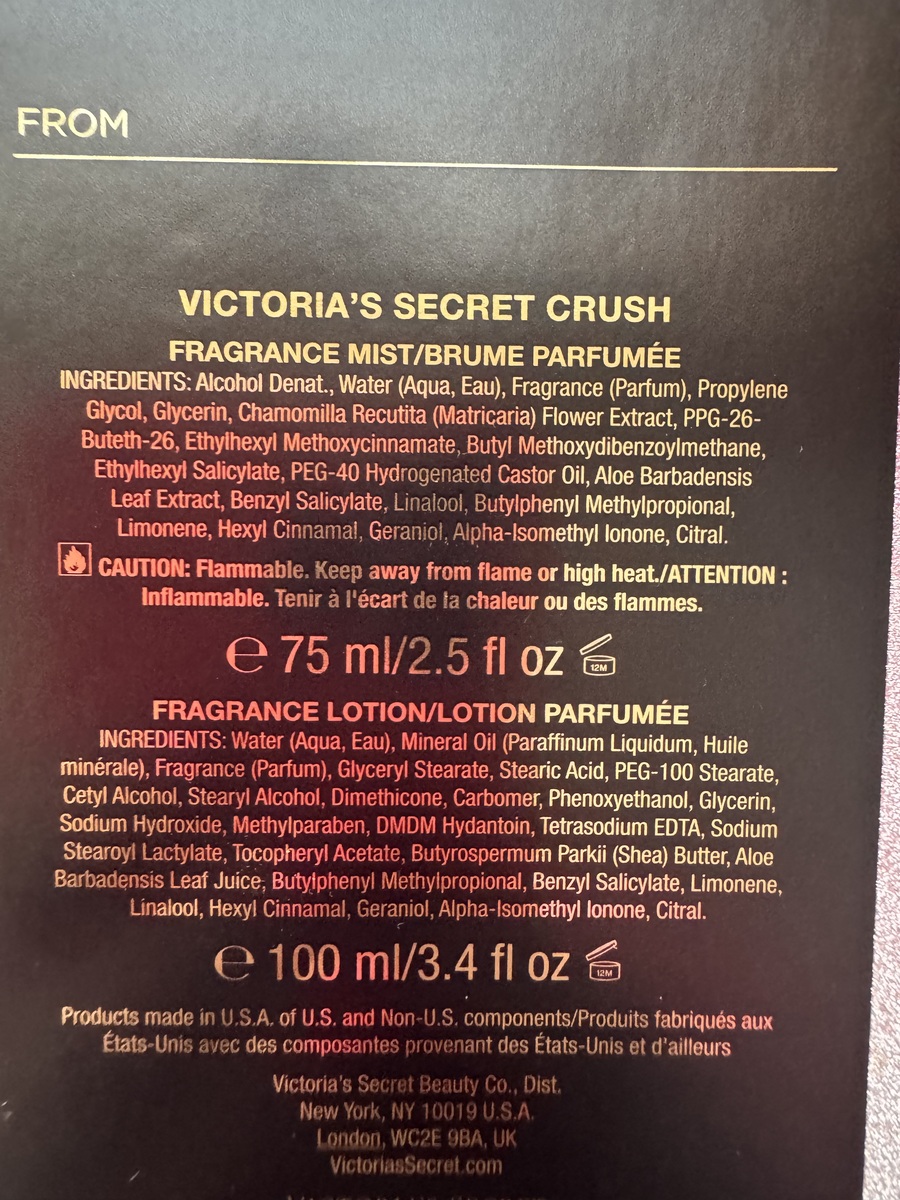 FROM
VICTORIA'S SECRET CRUSH
FRAGRANCE MIST/BRUME PARFUMÉE
INGREDIENTS: Alcohol Denat., Water (Aqua, Eau), Fragrance (Parfum), Propylene
Glycol, Glycerin, Chamomilla Recutita (Matricaria) Flower Extract, PPG-26-
Buteth-26, Ethylhexyl Methoxycinnamate, Butyl Methoxydibenzoylmethane,
Ethylhexyl Salicylate, PEG-40 Hydrogenated Castor Oil, Aloe Barbadensis
Leaf Extract, Benzyl Salicylate, Linalool, Butylphenyl Methylpropional,
Limonene, Hexyl Cinnamal, Geraniol, Alpha-Isomethyl Ionone, Citral.
CAUTION: Flammable. Keep away from flame or high heat./ATTENTION :
Inflammable. Tenir à l'écart de la chaleur ou des flammes.
℮ 75 ml/2.5 fl oz 12M
FRAGRANCE LOTION/LOTION PARFUMÉE
INGREDIENTS: Water (Aqua, Eau), Mineral Oil (Paraffinum Liquidum, Huile
minérale), Fragrance (Parfum), Glyceryl Stearate, Stearic Acid, PEG-100 Stearate,
Cetyl Alcohol, Stearyl Alcohol, Dimethicone, Carbomer, Phenoxyethanol, Glycerin,
Sodium Hydroxide, Methylparaben, DMDM Hydantoin, Tetrasodium EDTA, Sodium
Stearoyl Lactylate, Tocopheryl Acetate, Butyrospermum Parkii (Shea) Butter, Aloe
Barbadensis Leaf Juice, Butylphenyl Methylpropional, Benzyl Salicylate, Limonene,
Linalool, Hexyl Cinnamal, Geraniol, Alpha-Isomethyl Ionone, Citral.
℮ 100 ml/3.4 fl oz 12M
Products made in U.S.A. of U.S. and Non-U.S. components/Produits fabriqués aux
États-Unis avec des composantes provenant des États-Unis et d'ailleurs
Victoria's Secret Beauty Co., Dist.
New York, NY 10019 U.S.A.
London, WC2E 9BA, UK
VictoriasSecret.com